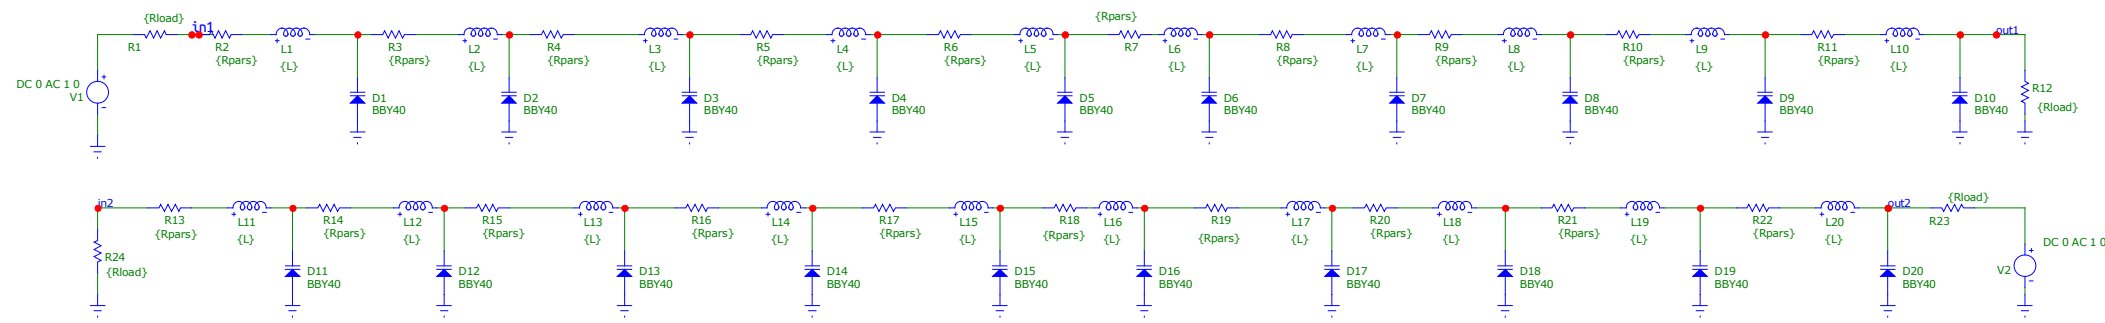 {Rload} in1 {Rpars} out1
R1 R2 L1 R3 L2 R4 L3 R5 L4 R6 L5 R7 L6 R8 L7 R9 L8 R10 L9 R11 L10
{Rpars} {L} {Rpars} {L} {Rpars} {L} {Rpars} {L} {Rpars} {L} {L} {Rpars} {L} {Rpars} {L} {Rpars} {L} {Rpars} {L}
DC 0 AC 1 0
V1
D1 D2 D3 D4 D5 D6 D7 D8 D9 D10 R12
BBY40 BBY40 BBY40 BBY40 BBY40 BBY40 BBY40 BBY40 BBY40 BBY40 {Rload}
in2 out2 {Rload}
R13 L11 R14 L12 R15 L13 R16 L14 R17 L15 R18 L16 R19 L17 R20 L18 R21 L19 R22 L20 R23
{Rpars} {L} {Rpars} {L} {Rpars} {L} {Rpars} {L} {Rpars} {L} {Rpars} {L} {Rpars} {L} {Rpars} {L} {Rpars} {L} {Rpars} {L}
DC 0 AC 1 0
R24 V2
{Rload}
D11 D12 D13 D14 D15 D16 D17 D18 D19 D20
BBY40 BBY40 BBY40 BBY40 BBY40 BBY40 BBY40 BBY40 BBY40 BBY40